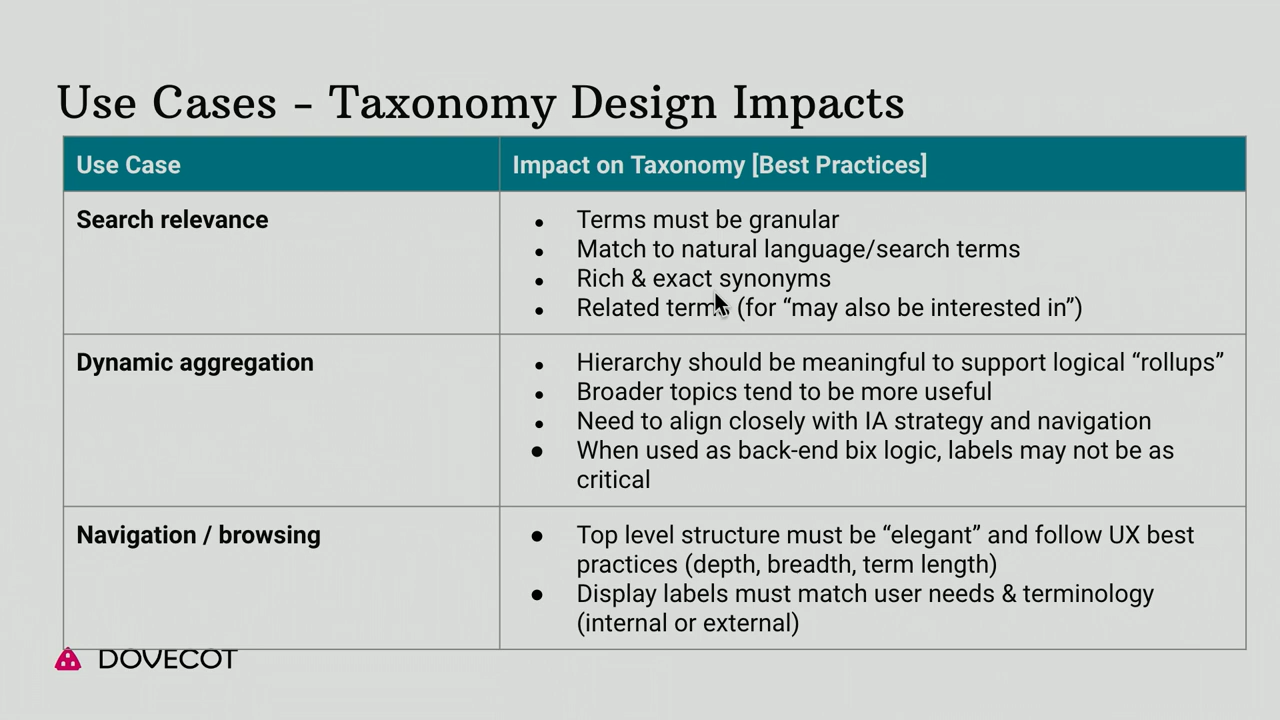 Use Cases - Taxonomy Design Impacts
Use Case
Impact on Taxonomy [Best Practices]
Search relevance
Terms must be granular
Match to natural language/search terms
Rich & exact synonyms
Related terms (for “may also be interested in”)
Dynamic aggregation
Hierarchy should be meaningful to support logical “rollups”
Broader topics tend to be more useful
Need to align closely with IA strategy and navigation
When used as back-end bix logic, labels may not be as
critical
Navigation / browsing
Top level structure must be “elegant” and follow UX best
practices (depth, breadth, term length)
Display labels must match user needs & terminology
(internal or external)
DOVECOT